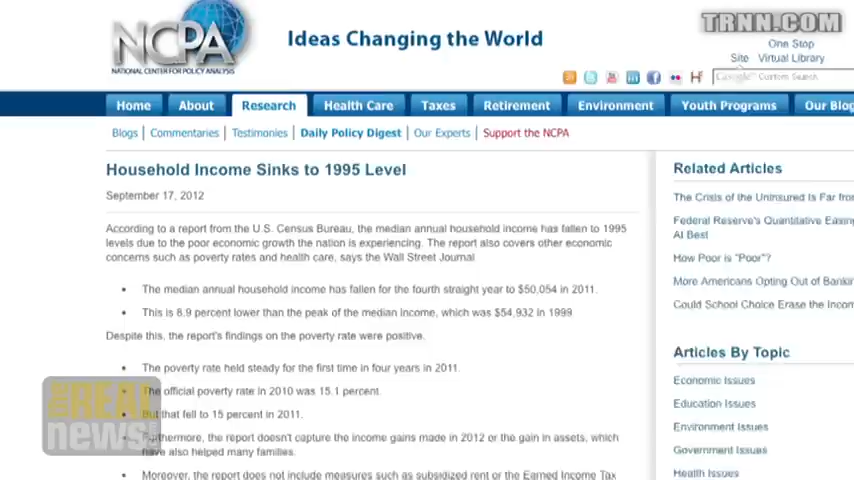 TRNN.COM
NCPA
NATIONAL CENTER FOR POLICY ANALYSIS
Ideas Changing the World
One Stop
Site Virtual Library
Google™ Custom Search
Home About Research Health Care Taxes Retirement Environment Youth Programs Our Blog
Blogs Commentaries Testimonies Daily Policy Digest Our Experts Support the NCPA
Household Income Sinks to 1995 Level
September 17, 2012
According to a report from the U.S. Census Bureau, the median annual household income has fallen to 1995
levels due to the poor economic growth the nation is experiencing. The report also covers other economic
concerns such as poverty rates and health care, says the Wall Street Journal
• The median annual household income has fallen for the fourth straight year to $50,054 in 2011.
• This is 8.9 percent lower than the peak of the median income, which was $54,932 in 1999
Despite this, the report's findings on the poverty rate were positive.
• The poverty rate held steady for the first time in four years in 2011.
• The official poverty rate in 2010 was 15.1 percent.
• But that fell to 15 percent in 2011.
• Furthermore, the report doesn't capture the income gains made in 2012 or the gain in assets, which
have also helped many families.
• Moreover, the report does not include measures such as subsidized rent or the Earned Income Tax
Related Articles
The Crisis of the Uninsured Is Far from
Federal Reserve's Quantitative Easing
At Best
How Poor is "Poor"?
More Americans Opting Out of Bankin
Could School Choice Erase the Incom
Articles By Topic
Economic Issues
Education Issues
Environment Issues
Government Issues
Health Issues
the REAL
news